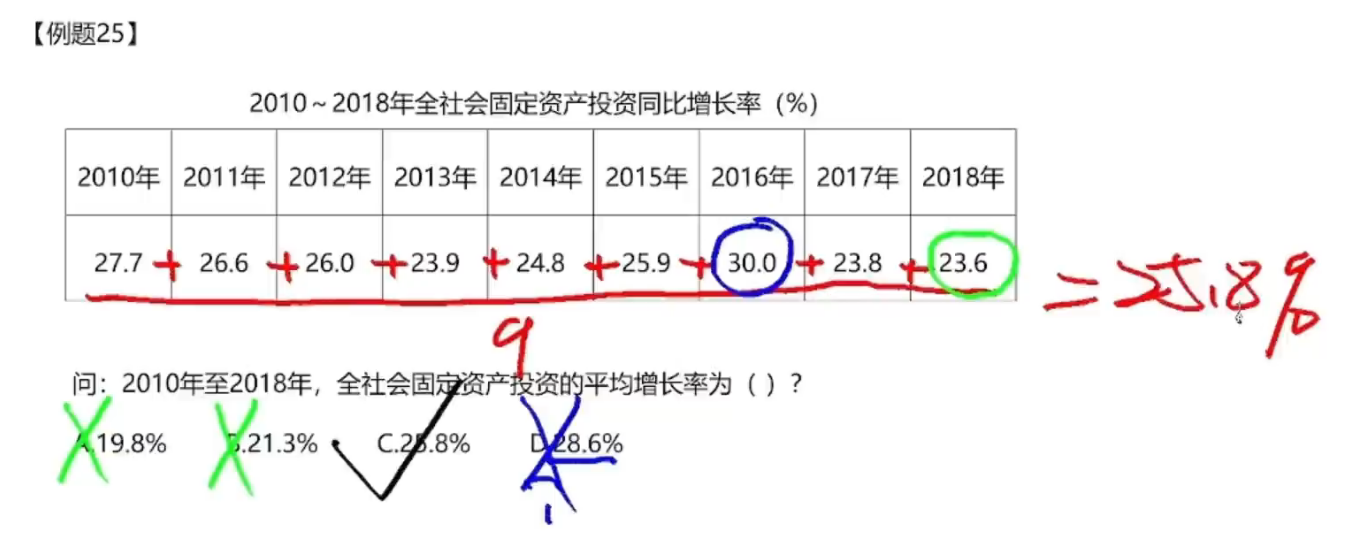 【例题25】
2010～2018年全社会固定资产投资同比增长率（%）
2010年 2011年 2012年 2013年 2014年 2015年 2016年 2017年 2018年
27.7 + 26.6 + 26.0 + 23.9 + 24.8 + 25.9 + 30.0 + 23.8 + 23.6 = 25.8%
9
问：2010年至2018年，全社会固定资产投资的平均增长率为（ ）？
A.19.8% B.21.3% C.25.8% D.28.6%